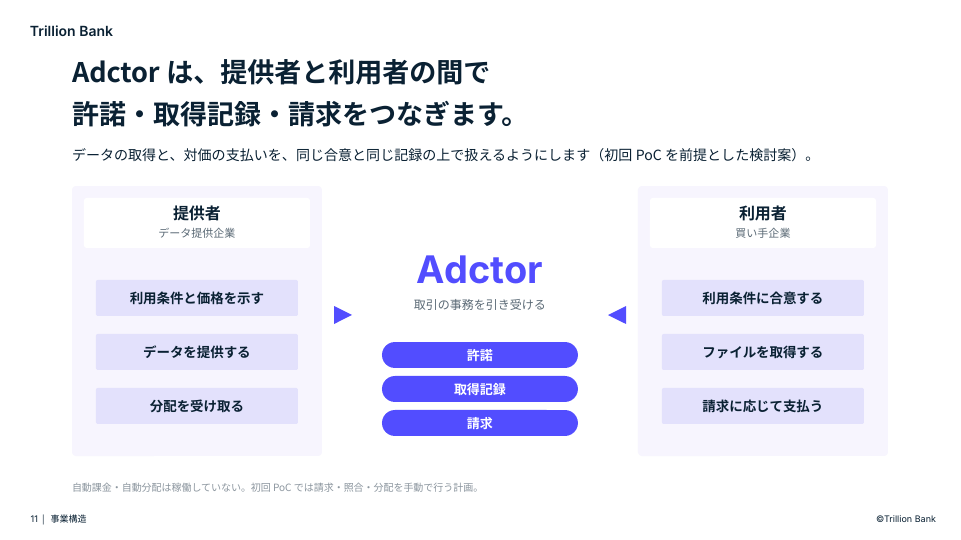 Trillion Bank
Adctor は、提供者と利用者の間で
許諾・取得記録・請求をつなぎます。
データの取得と、対価の支払いを、同じ合意と同じ記録の上で扱えるようにします（初回 PoC を前提とした検討案）。
提供者
データ提供企業
利用条件と価格を示す
データを提供する
分配を受け取る
Adctor
取引の事務を引き受ける
許諾
取得記録
請求
利用者
買い手企業
利用条件に合意する
ファイルを取得する
請求に応じて支払う
自動課金・自動分配は稼働していない。初回 PoC では請求・照合・分配を手動で行う計画。
11 | 事業構造
©Trillion Bank